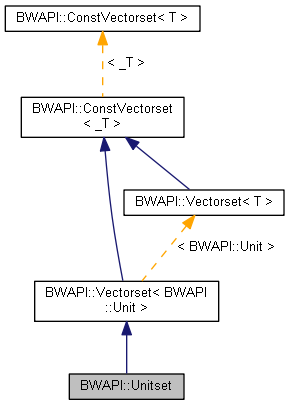 BWAPI::ConstVectorset< T >
< _T >
BWAPI::ConstVectorset
< _T >
BWAPI::Vectorset< T >
< BWAPI::Unit >
BWAPI::Vectorset< BWAPI
::Unit >
BWAPI::Unitset